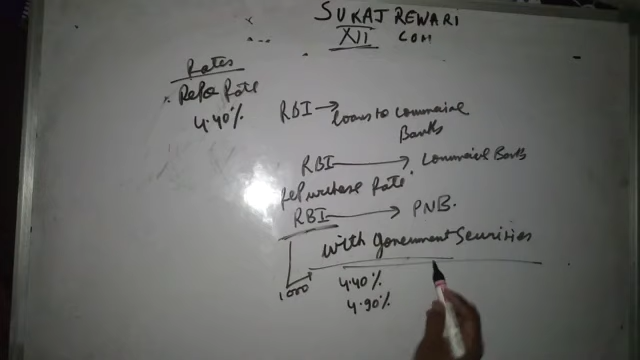 SURAJ REWARI
XII COM
Rates
Repo Rate
4.40%
RBI → loans to Commercial
Banks
RBI → Commercial Banks
Repurchase Rate
RBI → PNB.
with Government Securities
1000
4.40%
4.90%